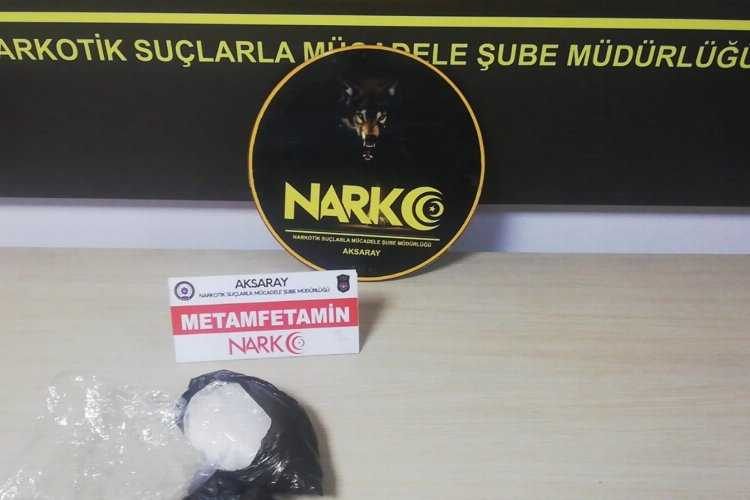 ARKOTİK SUÇLARLA MÜCADELE ŞUBE MÜDÜRLÜĞÜ
NARKO
NARKOTİK SUÇLARLA MÜCADELE ŞUBE MÜDÜRLÜĞÜ
AKSARAY
AKSARAY
NARKOTİK SUÇLARLA MÜCADELE ŞUBE MÜDÜRLÜĞÜ
METAMFETAMİN
NARKO